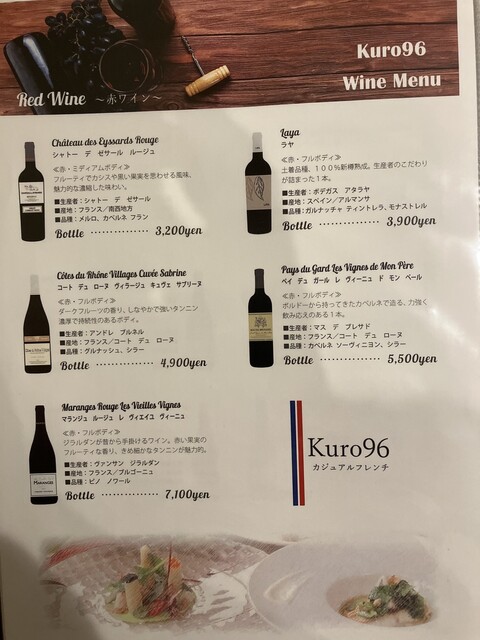 Kuro96
Wine Menu
Red Wine ～赤ワイン～
Château des Eyssards Rouge
シャトー デ ゼサール ルージュ
≪赤・ミディアムボディ≫
フルーティでカシスや黒い果実を思わせる風味、
魅力的な濃縮した味わい。
■生産者：シャトー デ ゼサール
■産地：フランス／南西地方
■品種：メルロ、カベルネ フラン
Bottle ･･････････････ 3,200yen
Laya
ラヤ
≪赤・フルボディ≫
土着品種。１００％新樽熟成。生産者のこだわり
が詰まった１本。
■生産者：ボデガス アタラヤ
■産地：スペイン／アルマンサ
■品種：ガルナッチャ ティントレラ、モナストレル
Bottle ･･････････････ 3,900yen
Côtes du Rhône Villages Cuvée Sabrine
コート デュ ローヌ ヴィラージュ キュヴェ サブリーヌ
≪赤・フルボディ≫
ダークフルーツの香り、しなやかで強いタンニン
濃厚で持続性のあるボディ。
■生産者：アンドレ ブルネル
■産地：フランス／コート デュ ローヌ
■品種：グルナッシュ、シラー
Bottle ･･････････････ 4,900yen
Pays du Gard Les Vignes de Mon Père
ペイ デュ ガール レ ヴィーニュ ド モン ペール
≪赤・フルボディ≫
ボルドーから持ってきたカベルネで造る、力強く
飲み応えのある１本。
■生産者：マス デ ブレサド
■産地：フランス／コート デュ ローヌ
■品種：カベルネ ソーヴィニヨン、シラー
Bottle ･･････････････ 5,500yen
Maranges Rouge Les Vieilles Vignes
マランジュ ルージュ レ ヴィエイユ ヴィーニュ
≪赤・フルボディ≫
ジラルダンが昔から手掛けるワイン。赤い果実の
フルーティな香り、きめ細かなタンニンが魅力的。
■生産者：ヴァンサン ジラルダン
■産地：フランス／ブルゴーニュ
■品種：ピノ ノワール
Bottle ･･････････････ 7,100yen
MARANGES
Kuro96
カジュアルフレンチ